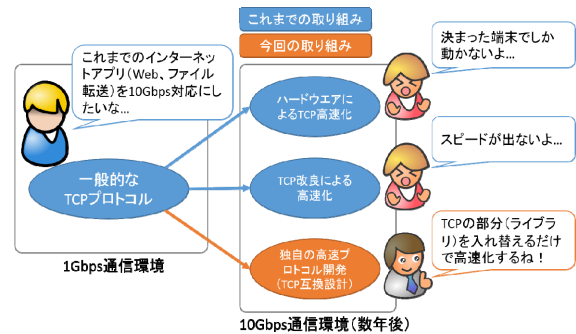 これまでの取り組み
今回の取り組み
これまでのインターネッ
トアプリ(Web、ファイル
転送)を10Gbps対応にし
たいな…
一般的な
TCPプロトコル
1Gbps通信環境
ハードウエアによ
るTCP高速化
決まった端末でしか
動かないよ…
TCP改良による
高速化
スピードが出ないよ…
独自の高速プ
ロトコル開発
(TCP互換設計)
TCPの部分(ライブラ
リ)を入れ替えるだけ
で高速化するね！
10Gbps通信環境(数年後)